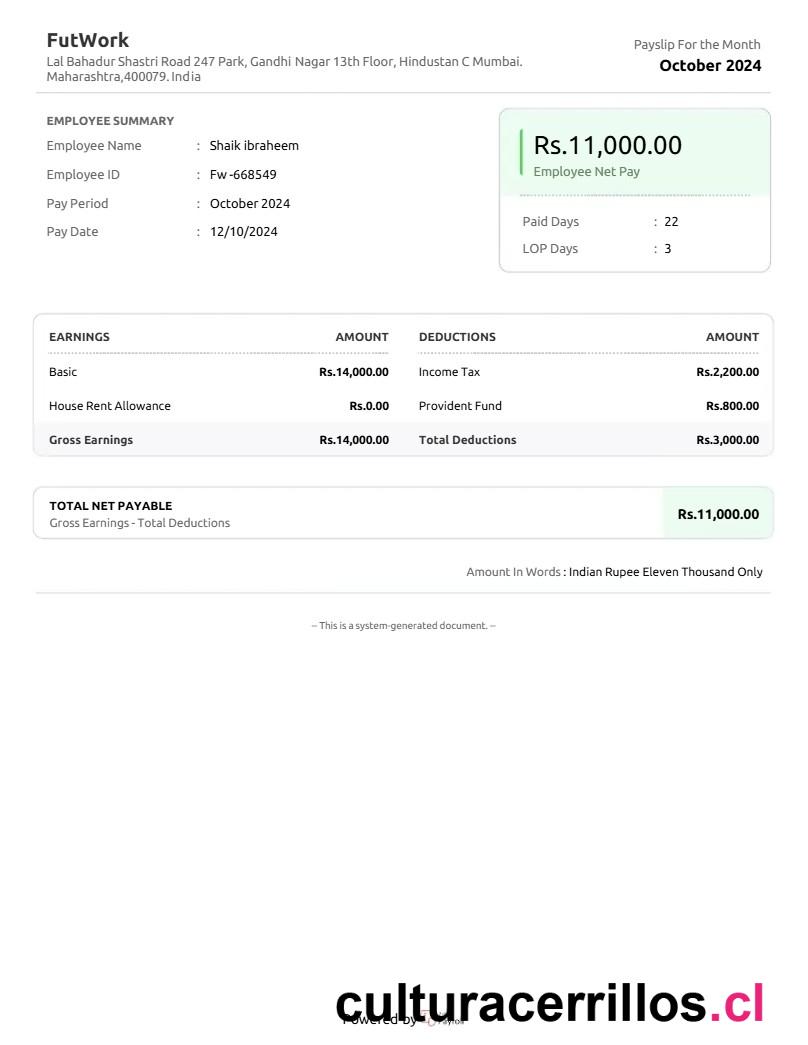 FutWork
Lal Bahadur Shastri Road 247 Park, Gandhi Nagar 13th Floor, Hindustan C Mumbai.
Maharashtra,400079. India
Payslip For the Month
October 2024
EMPLOYEE SUMMARY
Employee Name : Shaik ibraheem
Employee ID : Fw -668549
Pay Period : October 2024
Pay Date : 12/10/2024
Rs.11,000.00
Employee Net Pay
Paid Days : 22
LOP Days : 3
EARNINGS AMOUNT DEDUCTIONS AMOUNT
Basic Rs.14,000.00 Income Tax Rs.2,200.00
House Rent Allowance Rs.0.00 Provident Fund Rs.800.00
Gross Earnings Rs.14,000.00 Total Deductions Rs.3,000.00
TOTAL NET PAYABLE
Gross Earnings - Total Deductions
Rs.11,000.00
Amount In Words : Indian Rupee Eleven Thousand Only
-- This is a system-generated document. --
culturacerrillos.cl
Powered by